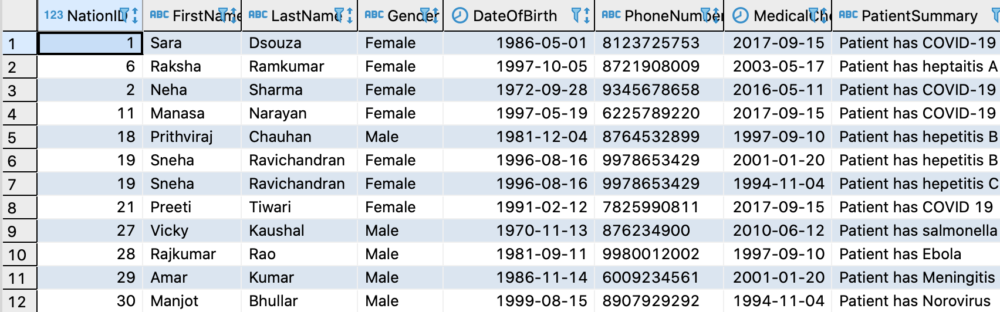 123 NationID ABC FirstName ABC LastName ABC Gender DateOfBirth ABC PhoneNumber MedicalChe ABC PatientSummary
1 1 Sara Dsouza Female 1986-05-01 8123725753 2017-09-15 Patient has COVID-19
2 6 Raksha Ramkumar Female 1997-10-05 8721908009 2003-05-17 Patient has heptaitis A
3 2 Neha Sharma Female 1972-09-28 9345678658 2016-05-11 Patient has COVID-19
4 11 Manasa Narayan Female 1997-05-19 6225789220 2017-09-15 Patient has COVID-19
5 18 Prithviraj Chauhan Male 1981-12-04 8764532899 1997-09-10 Patient has hepetitis B
6 19 Sneha Ravichandran Female 1996-08-16 9978653429 2001-01-20 Patient has hepetitis B
7 19 Sneha Ravichandran Female 1996-08-16 9978653429 1994-11-04 Patient has hepetitis C
8 21 Preeti Tiwari Female 1991-02-12 7825990811 2017-09-15 Patient has COVID 19
9 27 Vicky Kaushal Male 1970-11-13 876234900 2010-06-12 Patient has salmonella
10 28 Rajkumar Rao Male 1981-09-11 9980012002 1997-09-10 Patient has Ebola
11 29 Amar Kumar Male 1986-11-14 6009234561 2001-01-20 Patient has Meningitis
12 30 Manjot Bhullar Male 1999-08-15 8907929292 1994-11-04 Patient has Norovirus